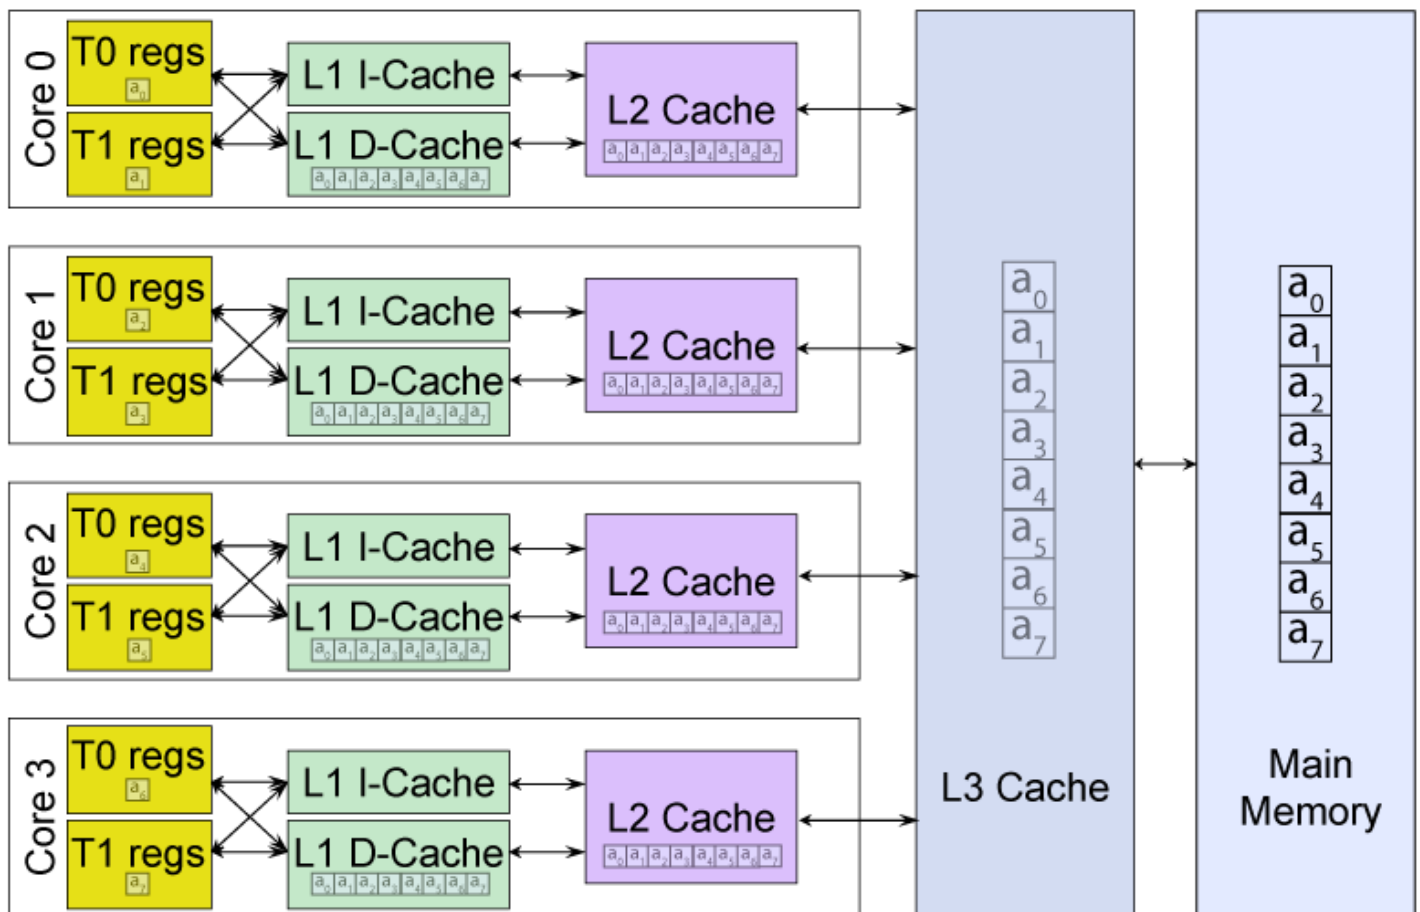 Core 0
T0 regs
a0
T1 regs
a1
L1 I-Cache
L1 D-Cache
a0 a1 a2 a3 a4 a5 a6 a7
L2 Cache
a0 a1 a2 a3 a4 a5 a6 a7
Core 1
T0 regs
a2
T1 regs
a3
L1 I-Cache
L1 D-Cache
a0 a1 a2 a3 a4 a5 a6 a7
L2 Cache
a0 a1 a2 a3 a4 a5 a6 a7
Core 2
T0 regs
a4
T1 regs
a5
L1 I-Cache
L1 D-Cache
a0 a1 a2 a3 a4 a5 a6 a7
L2 Cache
a0 a1 a2 a3 a4 a5 a6 a7
Core 3
T0 regs
a6
T1 regs
a7
L1 I-Cache
L1 D-Cache
a0 a1 a2 a3 a4 a5 a6 a7
L2 Cache
a0 a1 a2 a3 a4 a5 a6 a7
a0
a1
a2
a3
a4
a5
a6
a7
L3 Cache
a0
a1
a2
a3
a4
a5
a6
a7
Main
Memory